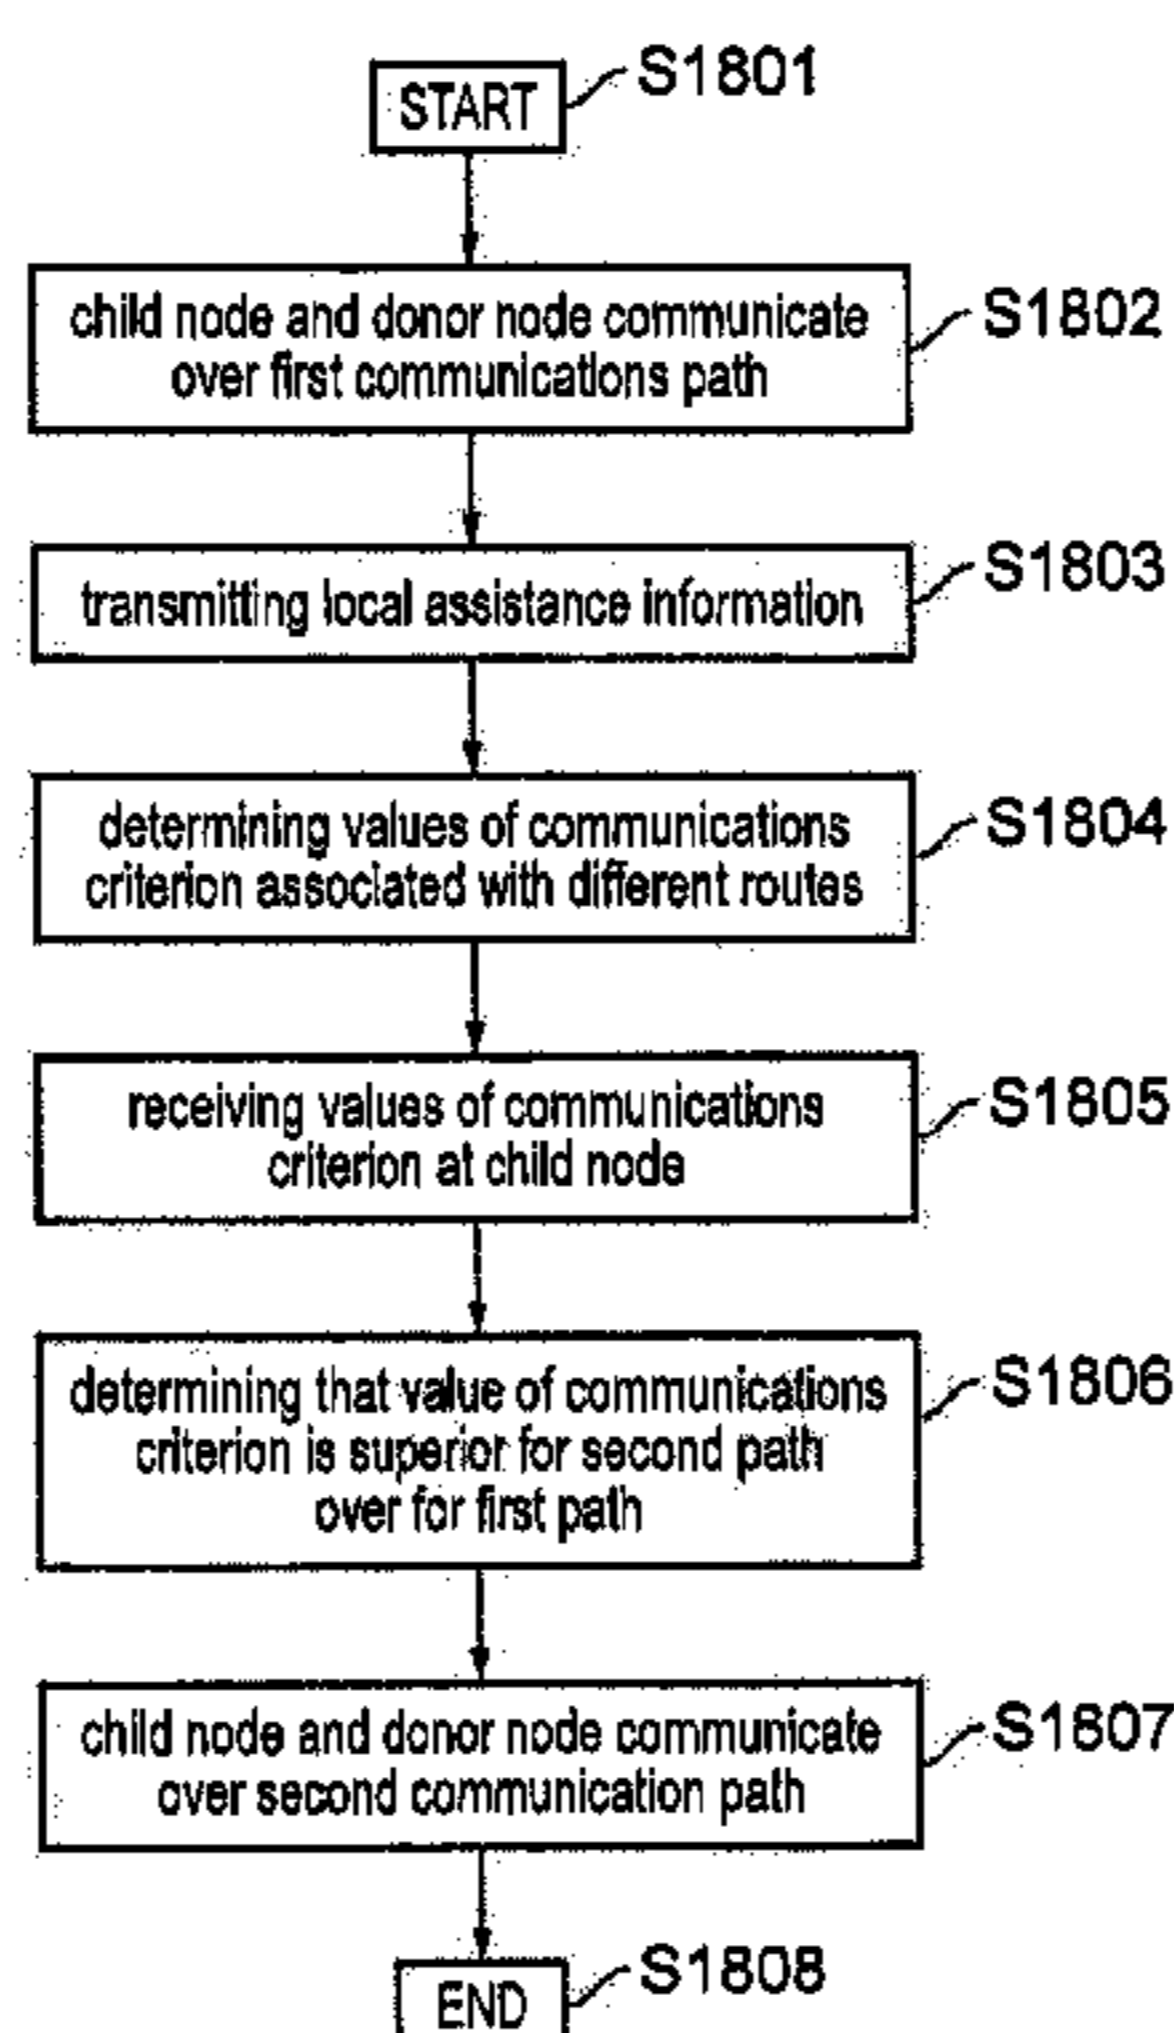 START
S1801
child node and donor node communicate
over first communications path
S1802
transmitting local assistance information
S1803
determining values of communications
criterion associated with different routes
S1804
receiving values of communications
criterion at child node
S1805
determining that value of communications
criterion is superior for second path
over for first path
S1806
child node and donor node communicate
over second communication path
S1807
END
S1808